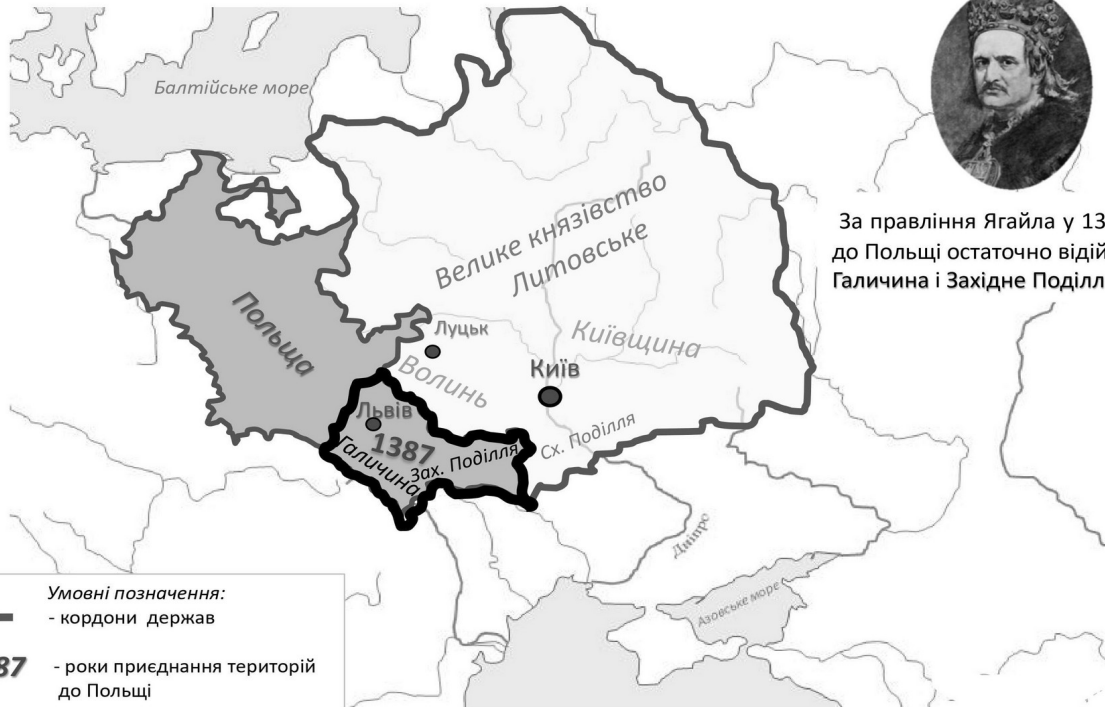 Балтійське море
Велике князівство
Литовське
За правління Ягайла у 13
до Польщі остаточно відій
Галичина і Західне Поділл
Польща
Луцьк
Київщина
Волинь
Київ
Львів
1387
Галичина
Зах. Поділля
Сх. Поділля
Дніпро
Азовське море
Умовні позначення:
- кордони держав
87 - роки приєднання територій
до Польщі